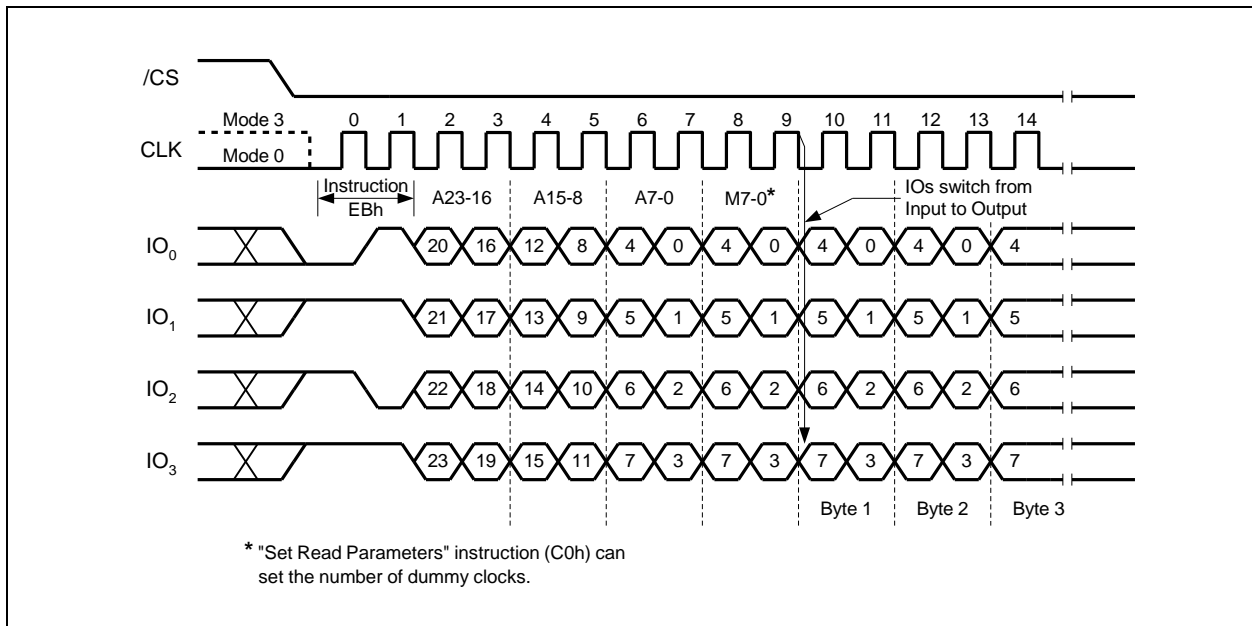 /CS
Mode 3 0 1 2 3 4 5 6 7 8 9 10 11 12 13 14
CLK Mode 0
Instruction EBh A23-16 A15-8 A7-0 M7-0* IOs switch from Input to Output
IO0 20 16 12 8 4 0 4 0 4 0 4 0 4
IO1 21 17 13 9 5 1 5 1 5 1 5 1 5
IO2 22 18 14 10 6 2 6 2 6 2 6 2 6
IO3 23 19 15 11 7 3 7 3 7 3 7 3 7
Byte 1 Byte 2 Byte 3
* "Set Read Parameters" instruction (C0h) can
set the number of dummy clocks.